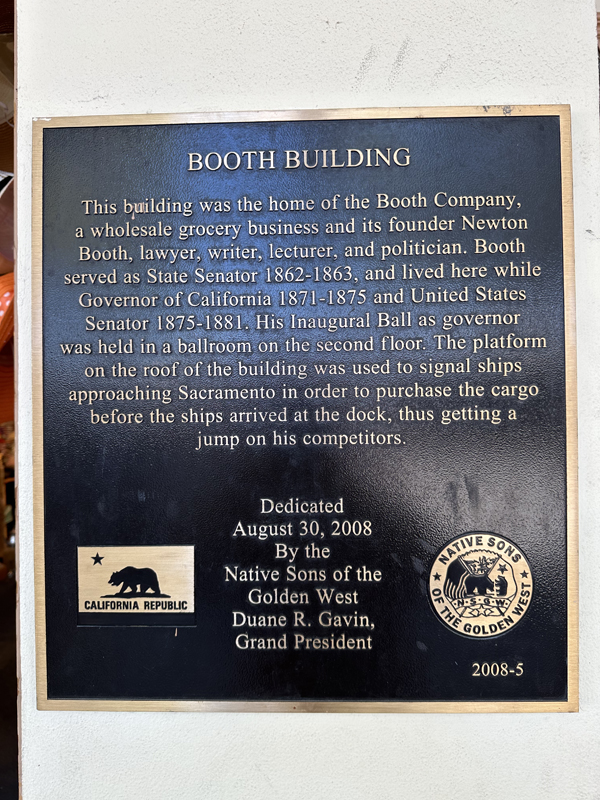 BOOTH BUILDING
This building was the home of the Booth Company,
a wholesale grocery business and its founder Newton
Booth, lawyer, writer, lecturer, and politician. Booth
served as State Senator 1862-1863, and lived here while
Governor of California 1871-1875 and United States
Senator 1875-1881. His Inaugural Ball as governor
was held in a ballroom on the second floor. The platform
on the roof of the building was used to signal ships
approaching Sacramento in order to purchase the cargo
before the ships arrived at the dock, thus getting a
jump on his competitors.
Dedicated
August 30, 2008
By the
Native Sons of the
Golden West
Duane R. Gavin,
Grand President
CALIFORNIA REPUBLIC
NATIVE SONS
OF THE GOLDEN WEST
N.S.G.W.
2008-5